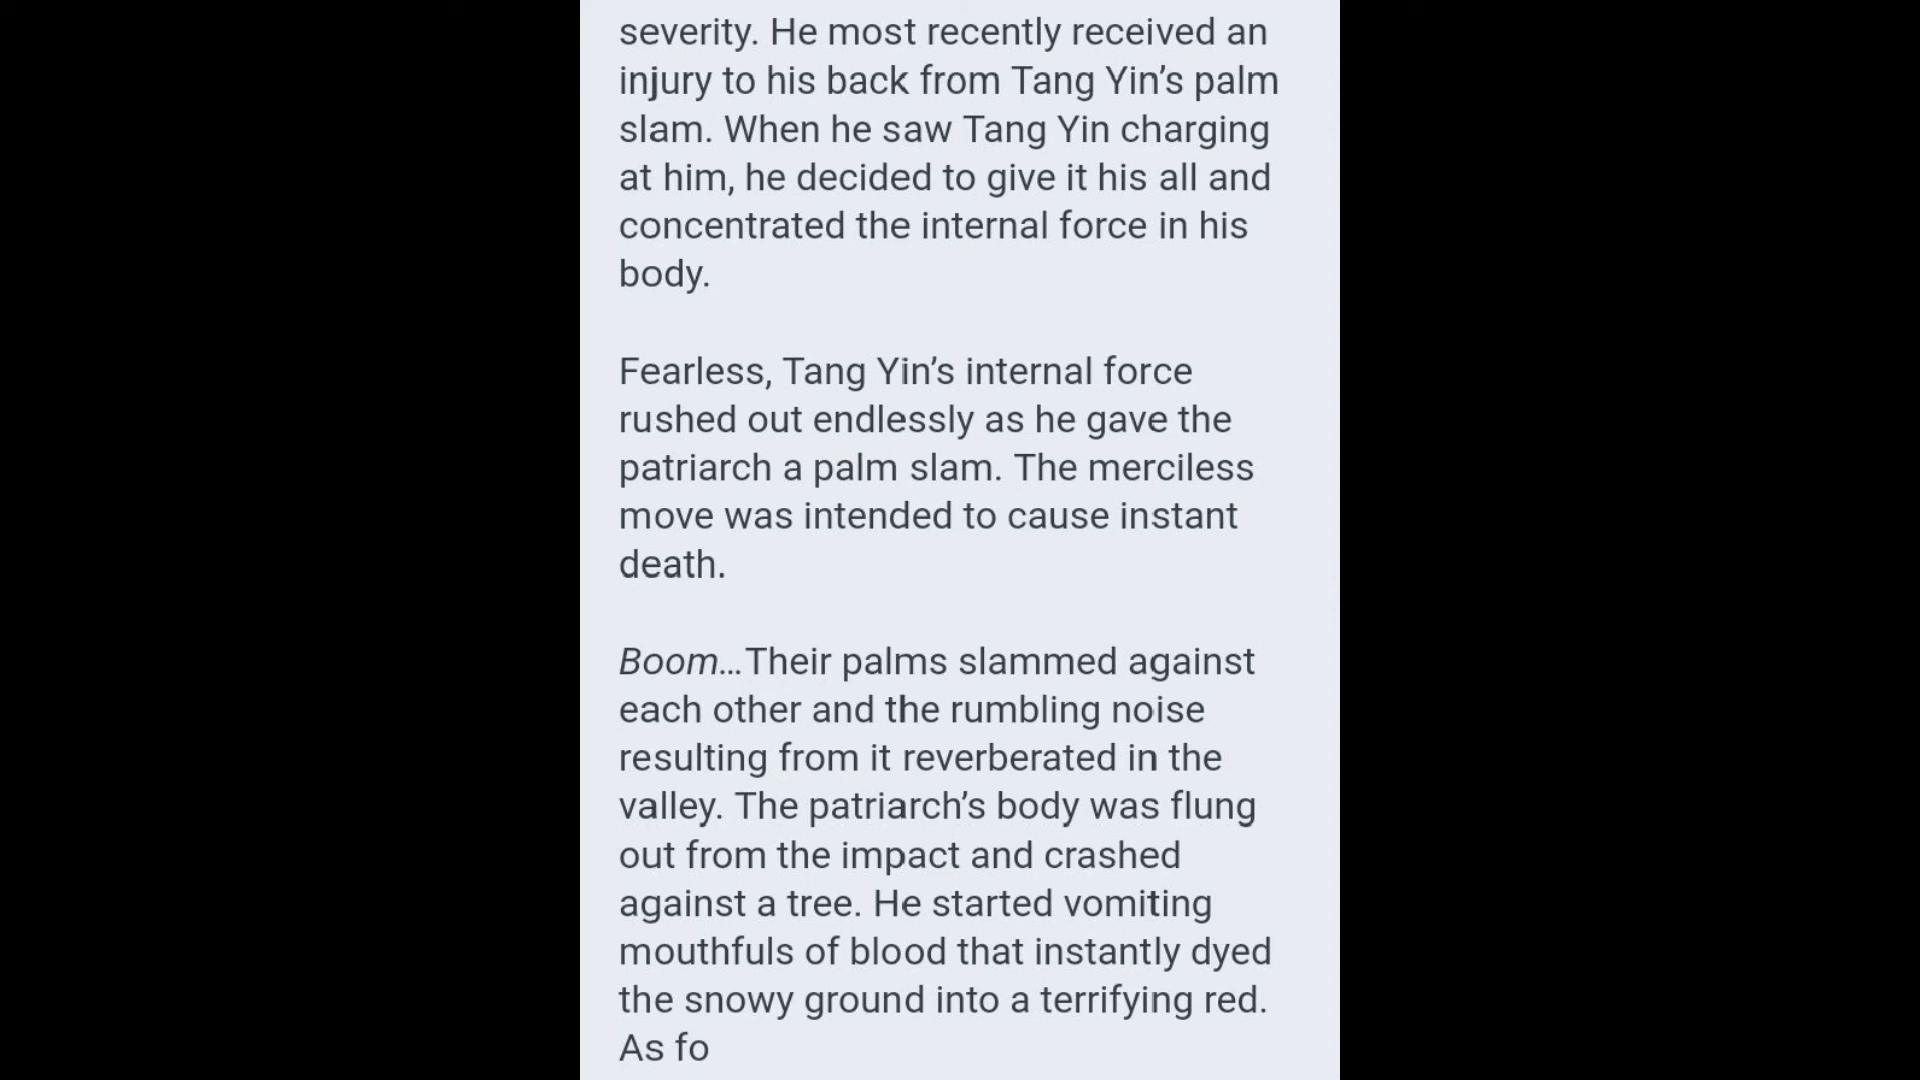 severity. He most recently received an
injury to his back from Tang Yin’s palm
slam. When he saw Tang Yin charging
at him, he decided to give it his all and
concentrated the internal force in his
body.
Fearless, Tang Yin’s internal force
rushed out endlessly as he gave the
patriarch a palm slam. The merciless
move was intended to cause instant
death.
Boom…Their palms slammed against
each other and the rumbling noise
resulting from it reverberated in the
valley. The patriarch’s body was flung
out from the impact and crashed
against a tree. He started vomiting
mouthfuls of blood that instantly dyed
the snowy ground into a terrifying red.
As fo